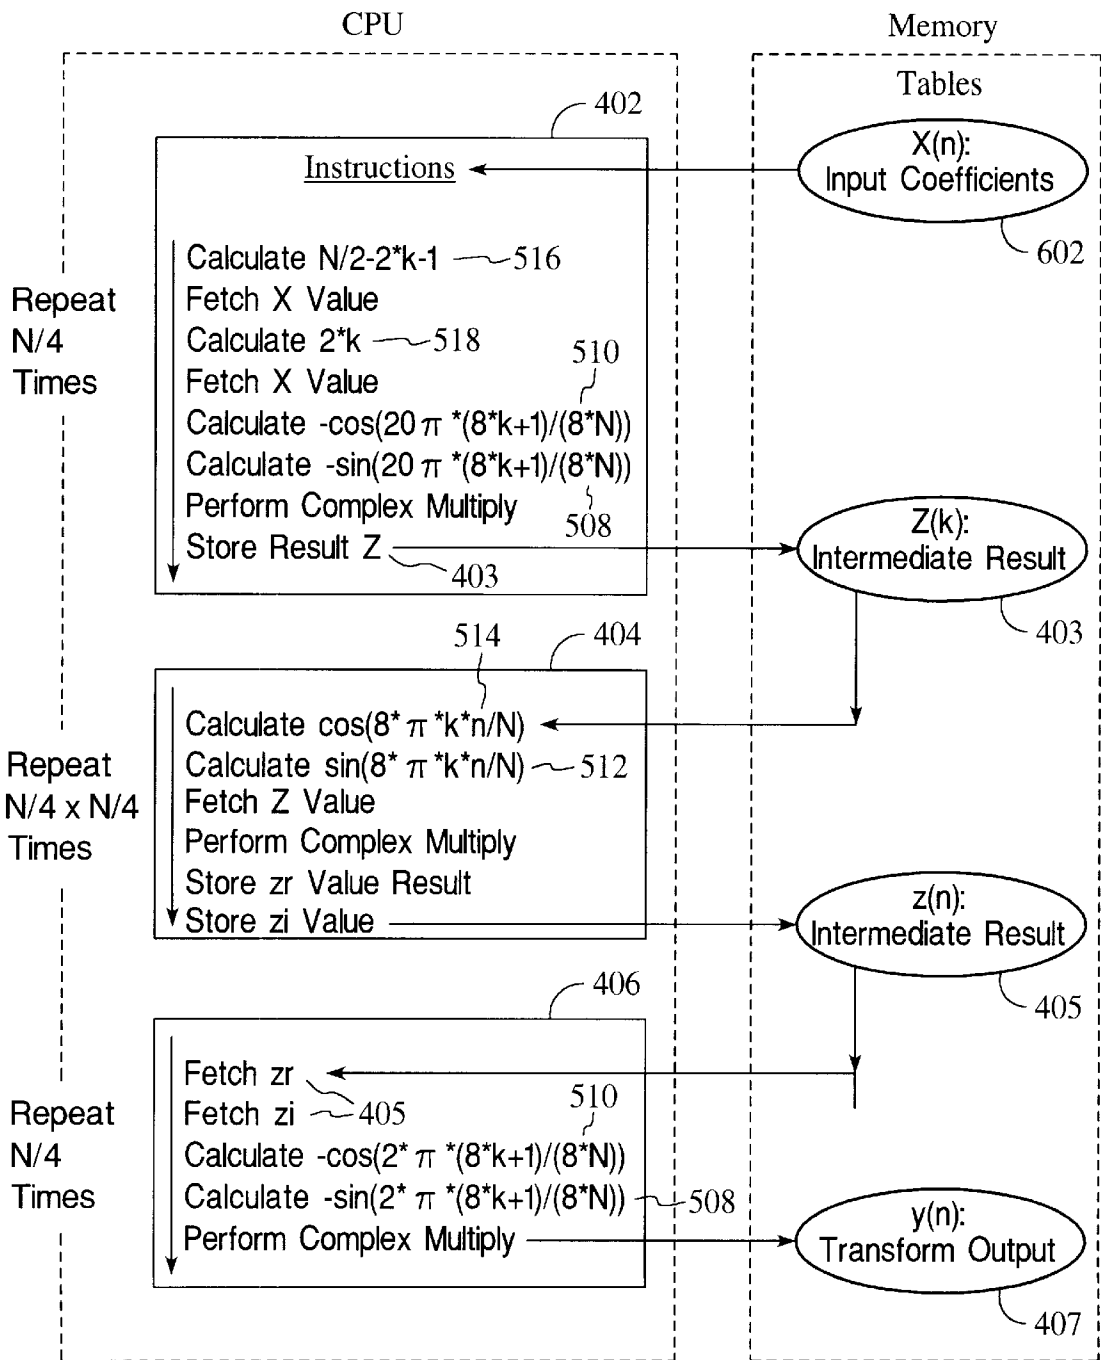 CPU
Memory
Tables
402
Instructions
X(n):
Input Coefficients
602
Repeat
N/4
Times
Calculate N/2-2*k-1 516
Fetch X Value
Calculate 2*k 518
Fetch X Value
510
Calculate -cos(20π*(8*k+1)/(8*N))
Calculate -sin(20π*(8*k+1)/(8*N))
Perform Complex Multiply
508
Store Result Z
403
Z(k):
Intermediate Result
403
404
514
Repeat
N/4 x N/4
Times
Calculate cos(8*π*k*n/N)
Calculate sin(8*π*k*n/N) 512
Fetch Z Value
Perform Complex Multiply
Store zr Value Result
Store zi Value
z(n):
Intermediate Result
405
406
Repeat
N/4
Times
Fetch zr
Fetch zi 405
510
Calculate -cos(2*π*(8*k+1)/(8*N))
Calculate -sin(2*π*(8*k+1)/(8*N)) 508
Perform Complex Multiply
y(n):
Transform Output
407